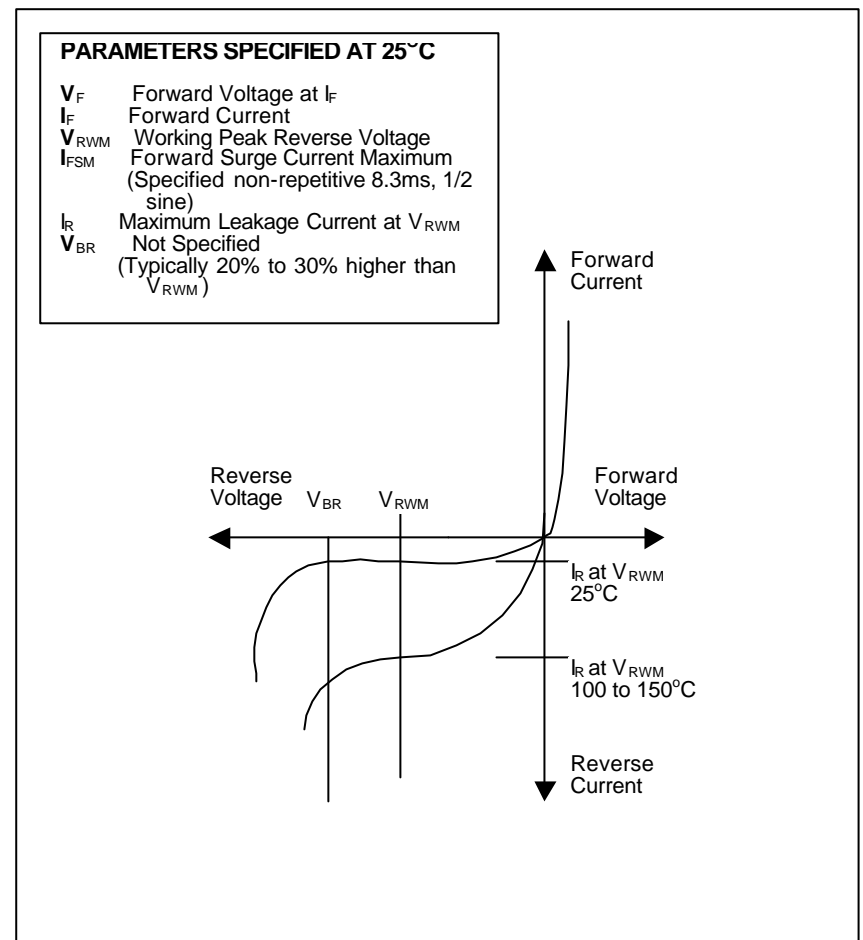 PARAMETERS SPECIFIED AT 25°C
VF Forward Voltage at IF
IF Forward Current
VRWM Working Peak Reverse Voltage
IFSM Forward Surge Current Maximum
(Specified non-repetitive 8.3ms, 1/2
sine)
IR Maximum Leakage Current at VRWM
VBR Not Specified
(Typically 20% to 30% higher than
VRWM)
Forward
Current
Reverse
Voltage
VBR
VRWM
Forward
Voltage
IR at VRWM
25°C
IR at VRWM
100 to 150°C
Reverse
Current